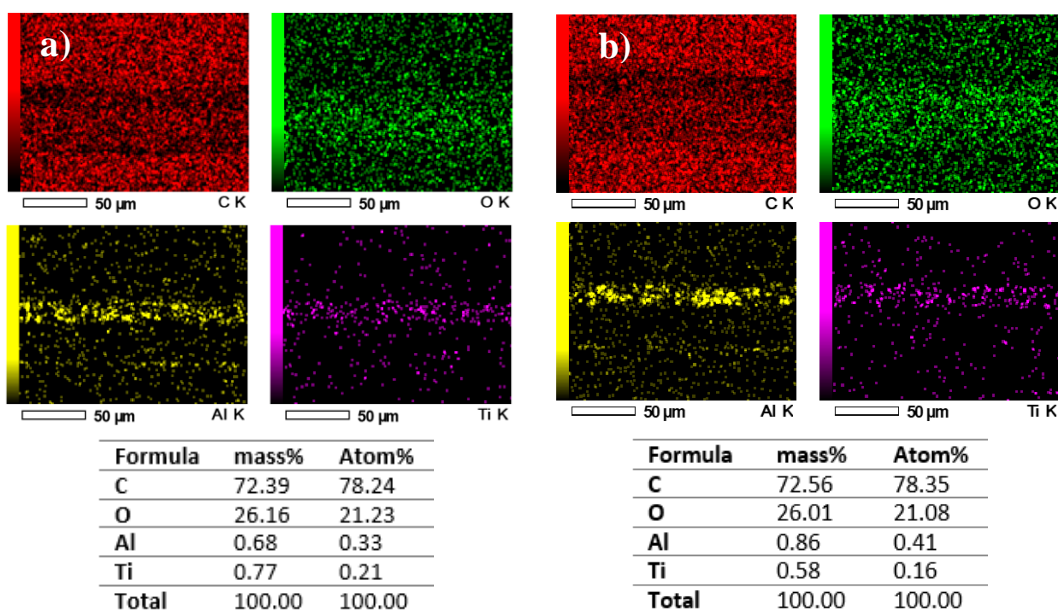 a)
b)
50 µm C K
50 µm O K
50 µm C K
50 µm O K
50 µm Al K
50 µm Ti K
50 µm Al K
50 µm Ti K
Formula mass% Atom%
C 72.39 78.24
O 26.16 21.23
Al 0.68 0.33
Ti 0.77 0.21
Total 100.00 100.00
Formula mass% Atom%
C 72.56 78.35
O 26.01 21.08
Al 0.86 0.41
Ti 0.58 0.16
Total 100.00 100.00